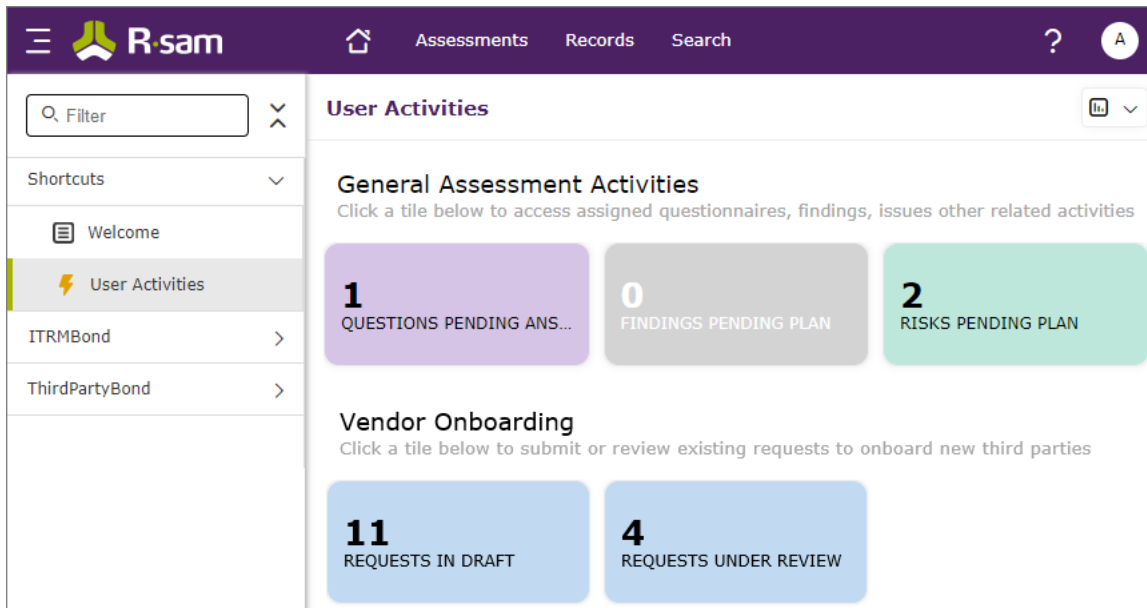 R·sam
Assessments
Records
Search
?
A
Filter
User Activities
Shortcuts
Welcome
User Activities
ITRMBond
ThirdPartyBond
General Assessment Activities
Click a tile below to access assigned questionnaires, findings, issues other related activities
1
QUESTIONS PENDING ANS...
0
FINDINGS PENDING PLAN
2
RISKS PENDING PLAN
Vendor Onboarding
Click a tile below to submit or review existing requests to onboard new third parties
11
REQUESTS IN DRAFT
4
REQUESTS UNDER REVIEW